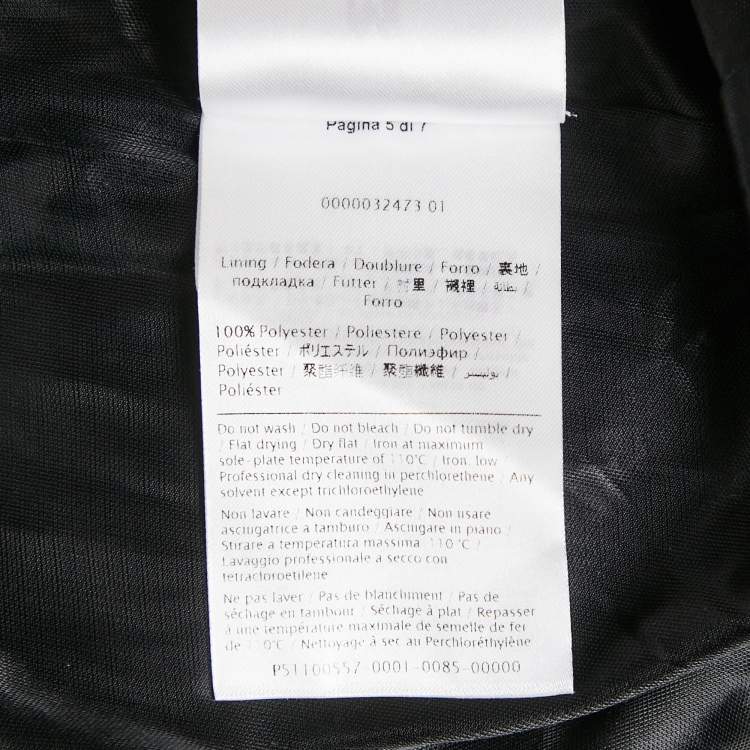 Pagina 5 di 7
0000032473 01
Lining / Fodera / Doublure / Forro / 裏地 /
подкладка / Futter / 衬里 / 襯裡 / بطانة /
Forro
100% Polyester / Poliestere / Polyester /
Poliéster / ポリエステル / Полиэфир /
Polyester / 聚酯纤维 / 聚酯纖維 / بوليستر /
Poliéster
Do not wash / Do not bleach / Do not tumble dry
/ Flat drying / Dry flat / Iron at maximum
sole-plate temperature of 110°C / Iron: low
Professional dry cleaning in perchlorethene / Any
solvent except trichloroethylene
Non lavare / Non candeggiare / Non usare
asciugatrice a tamburo / Asciugare in piano /
Stirare a temperatura massima 110°C /
Lavaggio professionale a secco con
tetracloroetilene
Ne pas laver / Pas de blanchiment / Pas de
séchage en tambour / Séchage à plat / Repasser
à une température maximale de semelle de fer
de 110°C / Nettoyage à sec au Perchloréthylène
P51100557-0001-0085-00000